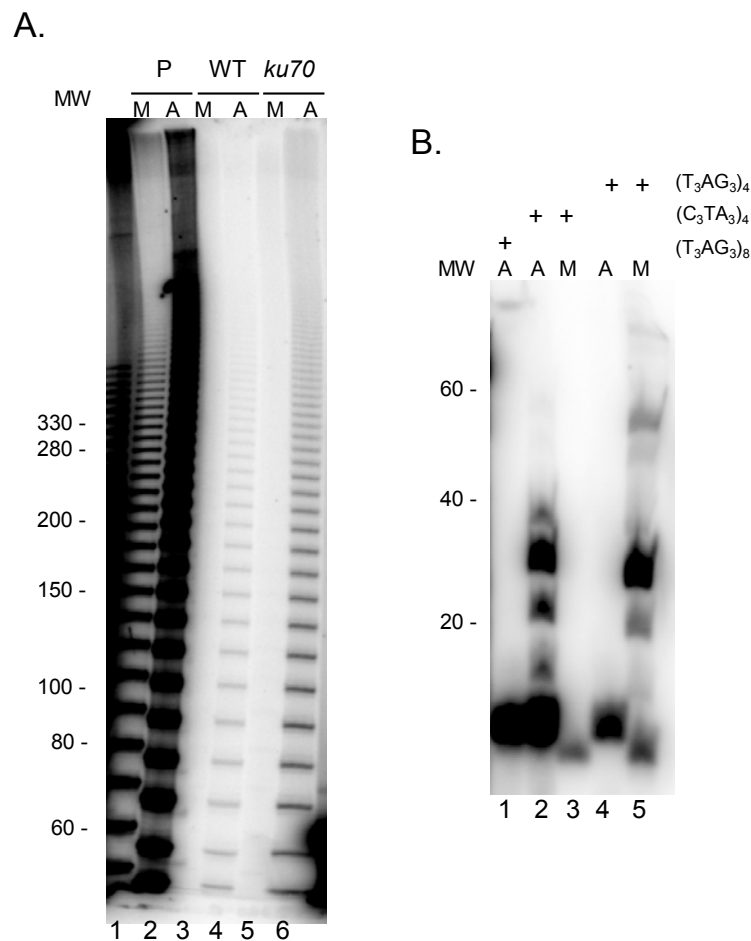 A.
P WT ku70
MW
M A M A M A
330 -
280 -
200 -
150 -
100 -
80 -
60 -
1 2 3 4 5 6
B.
+ + (T₃AG₃)₄
+ + (C₃TA₃)₄
+ (T₃AG₃)₈
MW A A M A M
60 -
40 -
20 -
1 2 3 4 5